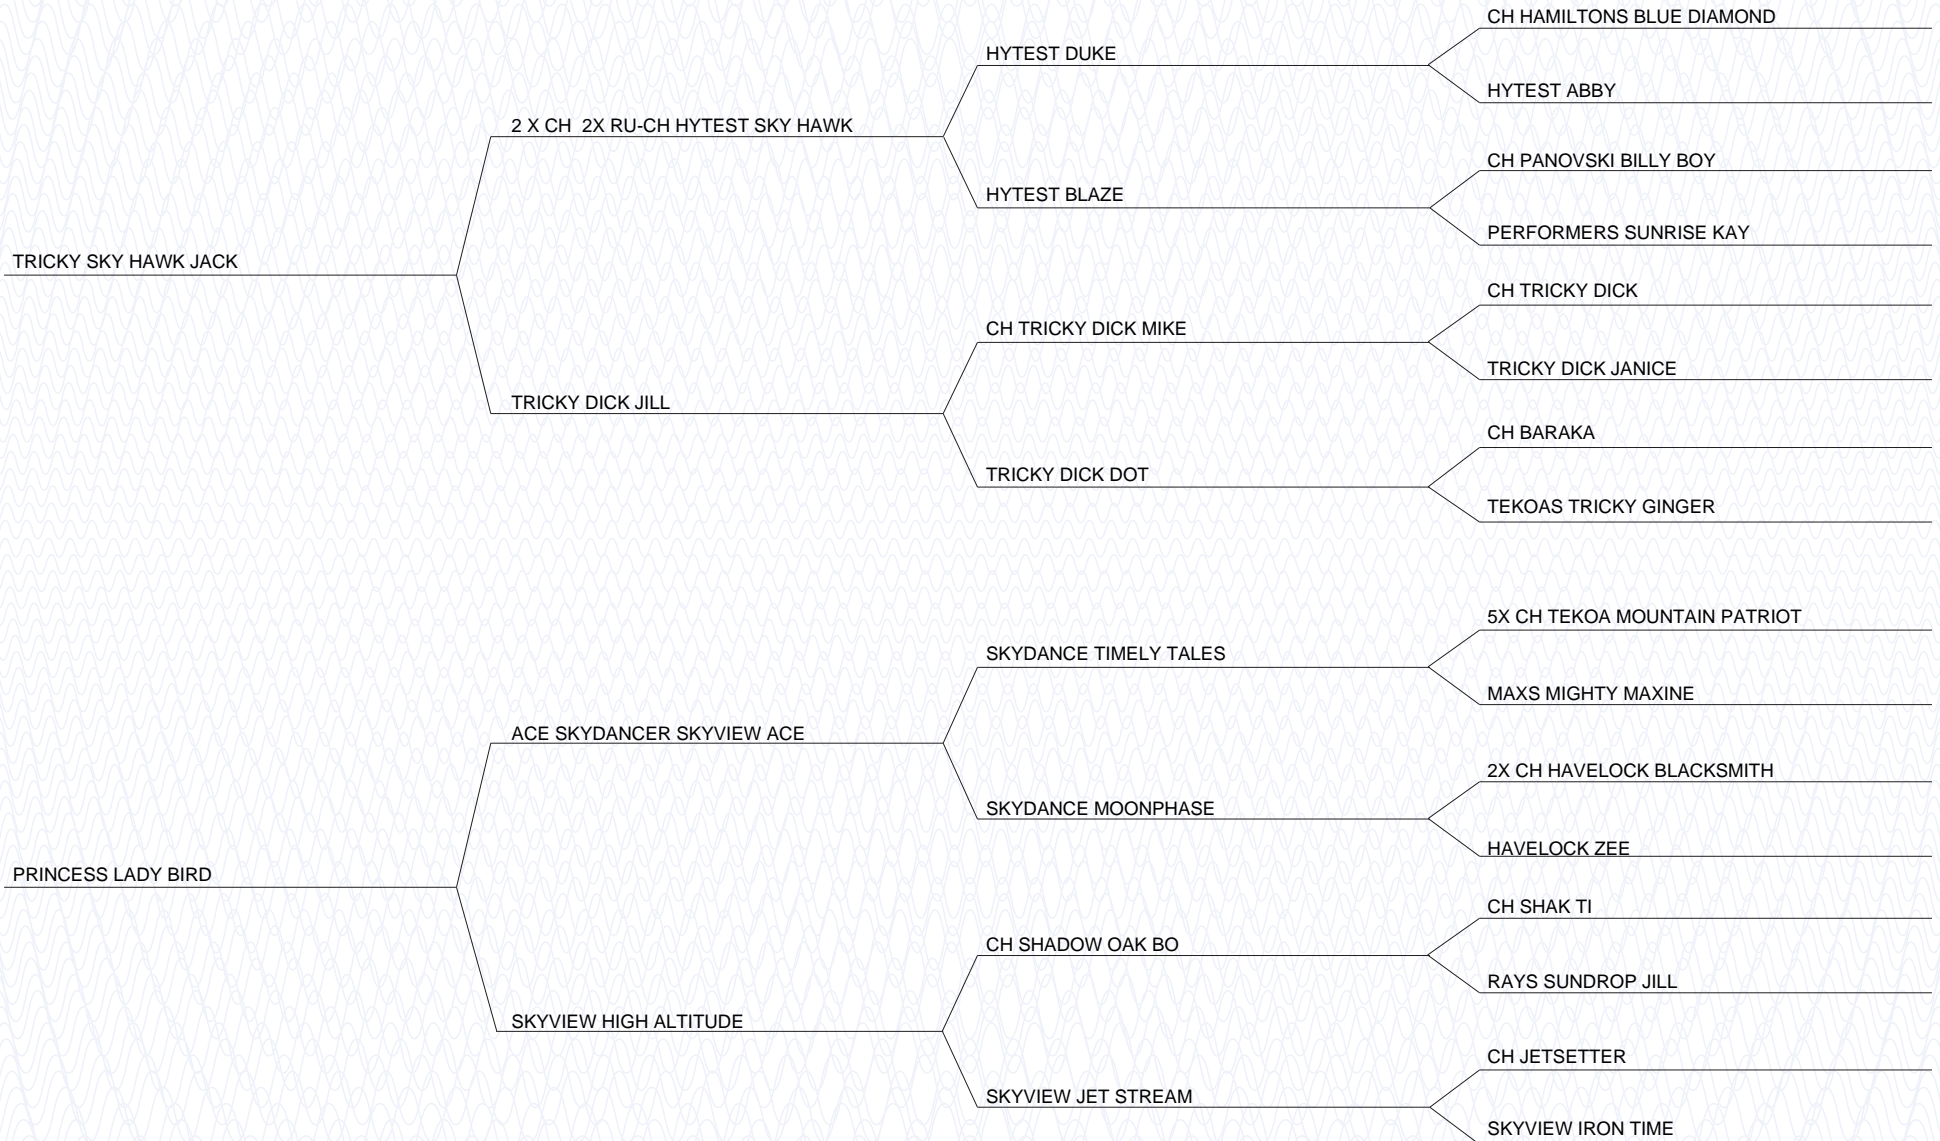 CH HAMILTONS BLUE DIAMOND
HYTEST DUKE
HYTEST ABBY
2 X CH  2X RU-CH HYTEST SKY HAWK
CH PANOVSKI BILLY BOY
HYTEST BLAZE
PERFORMERS SUNRISE KAY
TRICKY SKY HAWK JACK
CH TRICKY DICK
CH TRICKY DICK MIKE
TRICKY DICK JANICE
TRICKY DICK JILL
CH BARAKA
TRICKY DICK DOT
TEKOAS TRICKY GINGER
5X CH TEKOA MOUNTAIN PATRIOT
SKYDANCE TIMELY TALES
MAXS MIGHTY MAXINE
ACE SKYDANCER SKYVIEW ACE
2X CH HAVELOCK BLACKSMITH
SKYDANCE MOONPHASE
HAVELOCK ZEE
PRINCESS LADY BIRD
CH SHAK TI
CH SHADOW OAK BO
RAYS SUNDROP JILL
SKYVIEW HIGH ALTITUDE
CH JETSETTER
SKYVIEW JET STREAM
SKYVIEW IRON TIME